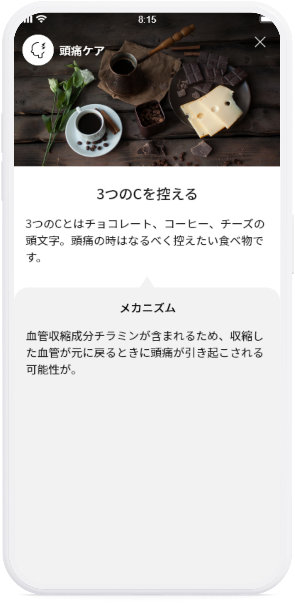 8:15
頭痛ケア
3つのCを控える
3つのCとはチョコレート、コーヒー、チーズの
頭文字。頭痛の時はなるべく控えたい食べ物で
す。
メカニズム
血管収縮成分チラミンが含まれるため、収縮し
た血管が元に戻るときに頭痛が引き起こされる
可能性が。